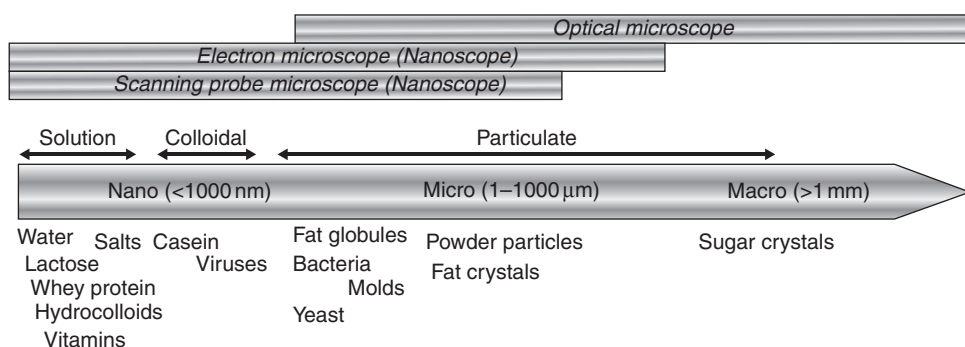 Optical microscope
Electron microscope (Nanoscope)
Scanning probe microscope (Nanoscope)
Solution Colloidal Particulate
Nano (<1000 nm) Micro (1–1000 μm) Macro (>1 mm)
Water Salts Casein Fat globules Powder particles Sugar crystals
Lactose Viruses Bacteria Fat crystals
Whey protein Molds
Hydrocolloids Yeast
Vitamins